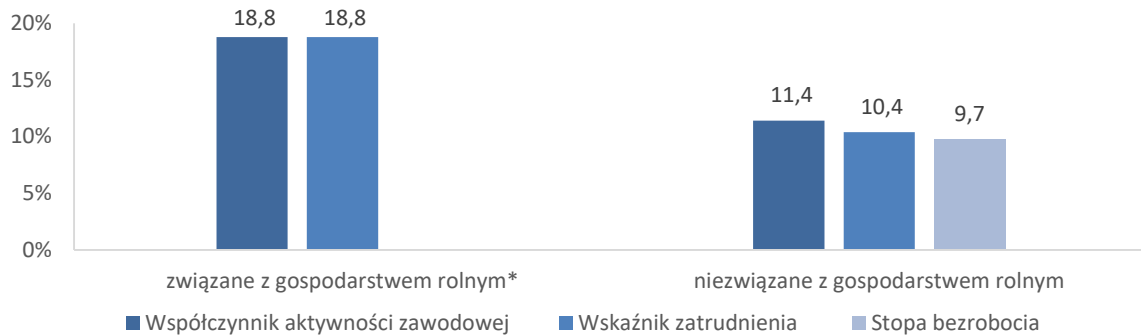 20%
15%
10%
5%
0%
18,8
18,8
11,4
10,4
9,7
związane z gospodarstwem rolnym*
niezwiązane z gospodarstwem rolnym
Współczynnik aktywności zawodowej
Wskaźnik zatrudnienia
Stopa bezrobocia